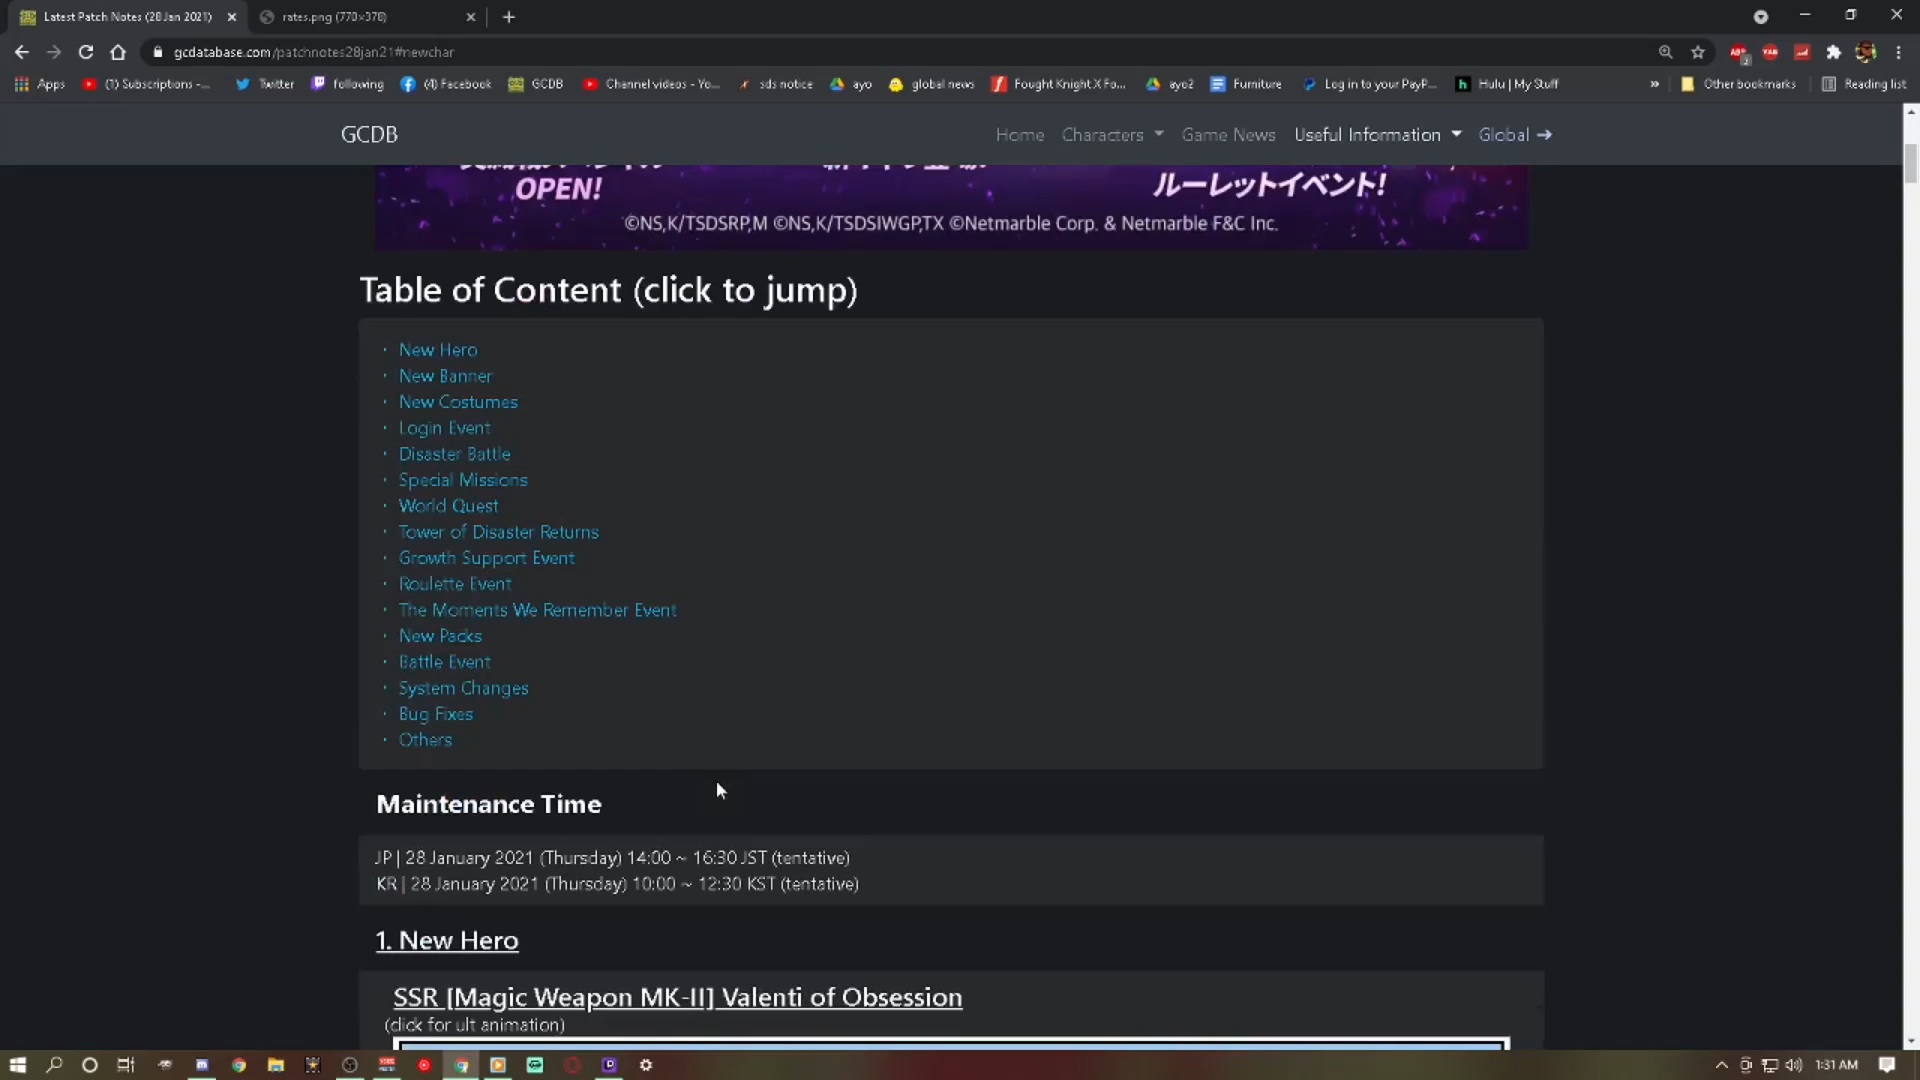 Latest Patch Notes (28 Jan 2021)
rates.png (770×378)
gcdatabase.com/patchnotes28jan21#newchar
Apps
(1) Subscriptions -...
Twitter
following
(4) Facebook
GCDB
Channel videos - Yo...
sds notice
ayo
global news
Fought Knight X Fo...
ayo2
Furniture
Log in to your PayP...
Hulu | My Stuff
»
Other bookmarks
Reading list
GCDB
Home
Characters
Game News
Useful Information
Global →
OPEN!
ルーレットイベント!
©NS,K/TSDSRP,M ©NS,K/TSDSIWGP,TX ©Netmarble Corp. & Netmarble F&C Inc.
Table of Content (click to jump)
· New Hero
· New Banner
· New Costumes
· Login Event
· Disaster Battle
· Special Missions
· World Quest
· Tower of Disaster Returns
· Growth Support Event
· Roulette Event
· The Moments We Remember Event
· New Packs
· Battle Event
· System Changes
· Bug Fixes
· Others
Maintenance Time
JP | 28 January 2021 (Thursday) 14:00 ~ 16:30 JST (tentative)
KR | 28 January 2021 (Thursday) 10:00 ~ 12:30 KST (tentative)
1. New Hero
SSR [Magic Weapon MK-II] Valenti of Obsession
(click for ult animation)
1:31 AM